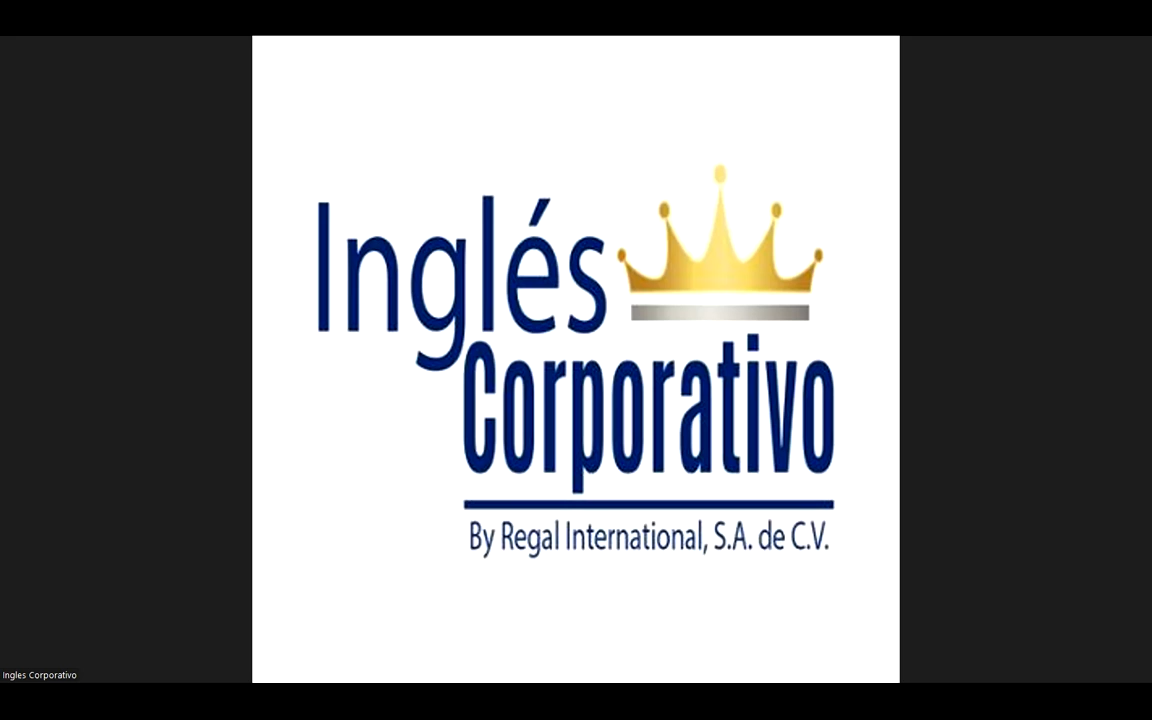 Inglés
Corporativo
By Regal International, S.A. de C.V.
Ingles Corporativo